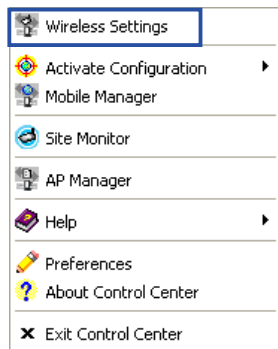 Wireless Settings
Activate Configuration
Mobile Manager
Site Monitor
AP Manager
Help
Preferences
About Control Center
Exit Control Center